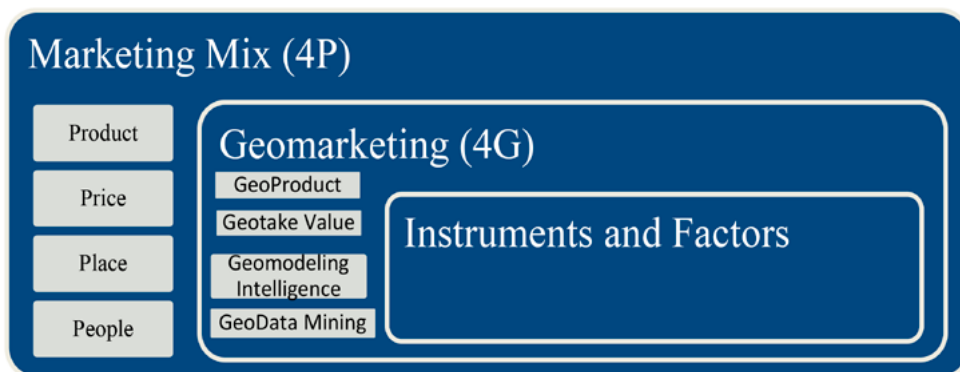 Marketing Mix (4P)
Product
Price
Place
People
Geomarketing (4G)
GeoProduct
Geotake Value
Geomodeling
Intelligence
GeoData Mining
Instruments and Factors